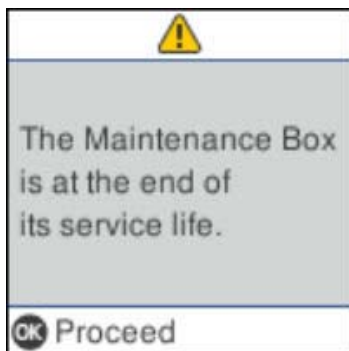 The Maintenance Box
is at the end of
its service life.
OK Proceed